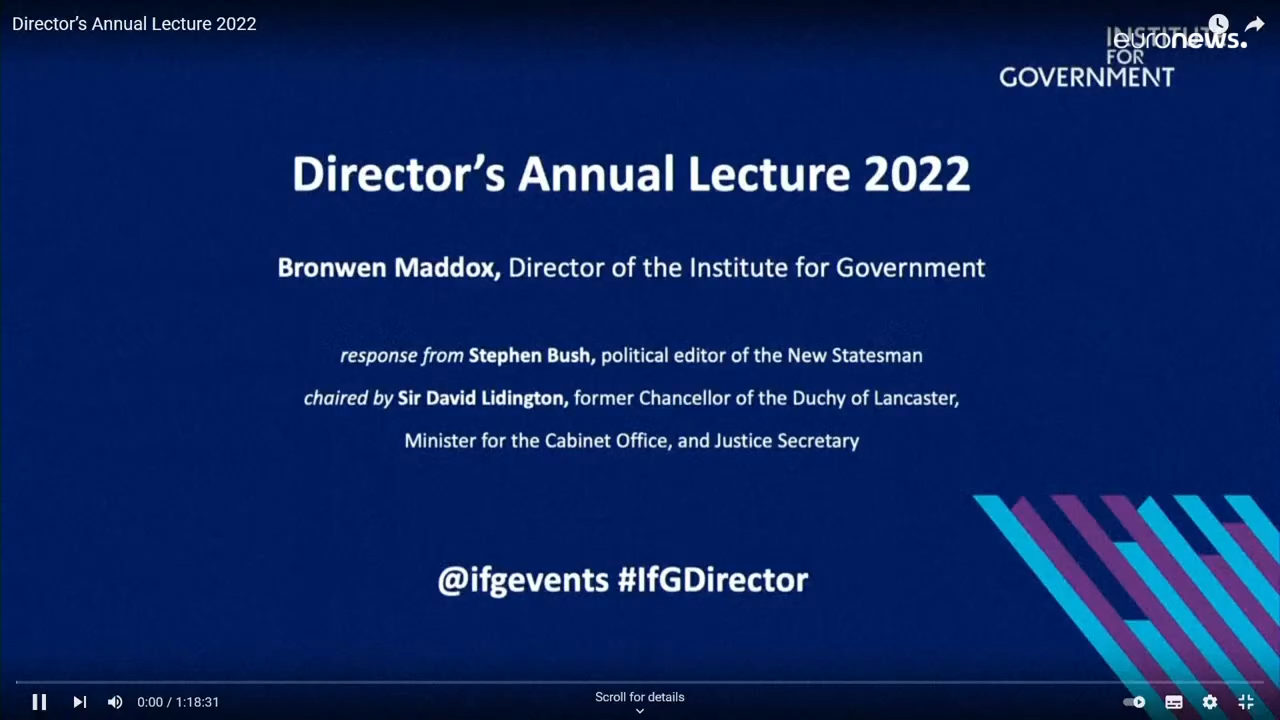 Director's Annual Lecture 2022
euronews.
INSTITUTE
FOR
GOVERNMENT
Director's Annual Lecture 2022
Bronwen Maddox, Director of the Institute for Government
response from Stephen Bush, political editor of the New Statesman
chaired by Sir David Lidington, former Chancellor of the Duchy of Lancaster,
Minister for the Cabinet Office, and Justice Secretary
@ifgevents #IfGDirector
0:00 / 1:18:31
Scroll for details